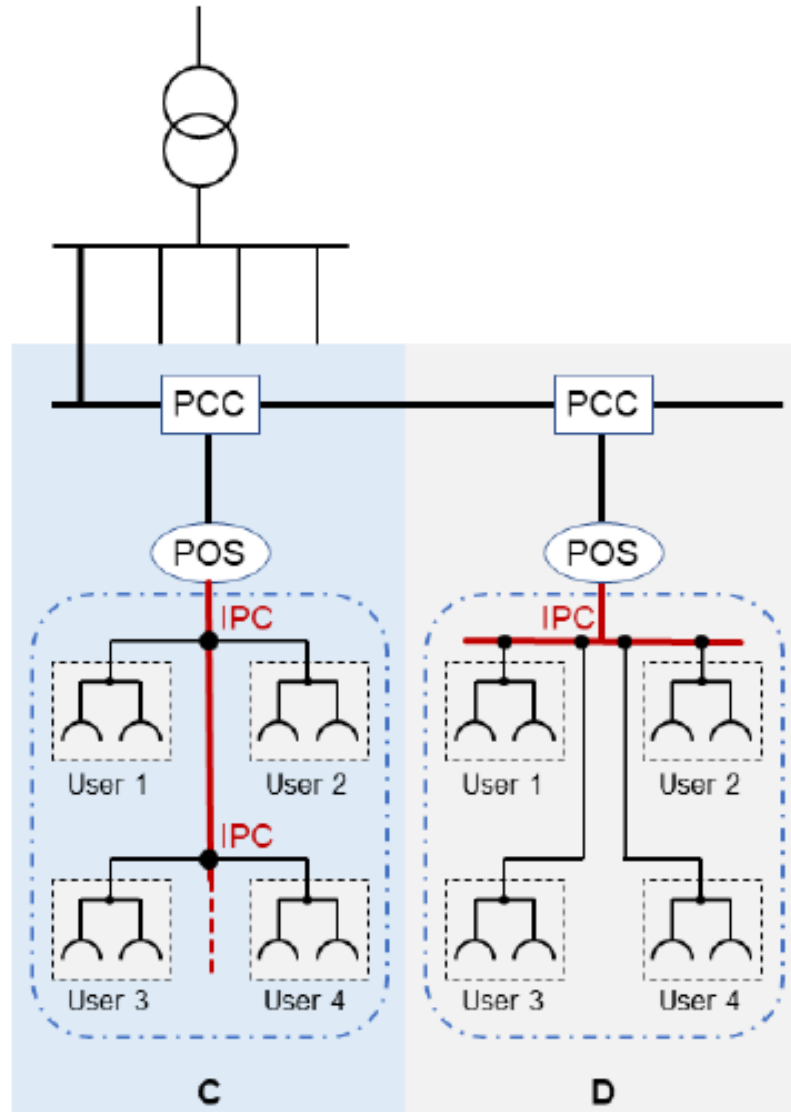 PCC PCC
POS POS
IPC IPC
User 1 User 2 User 1 User 2
IPC
User 3 User 4 User 3 User 4
C D